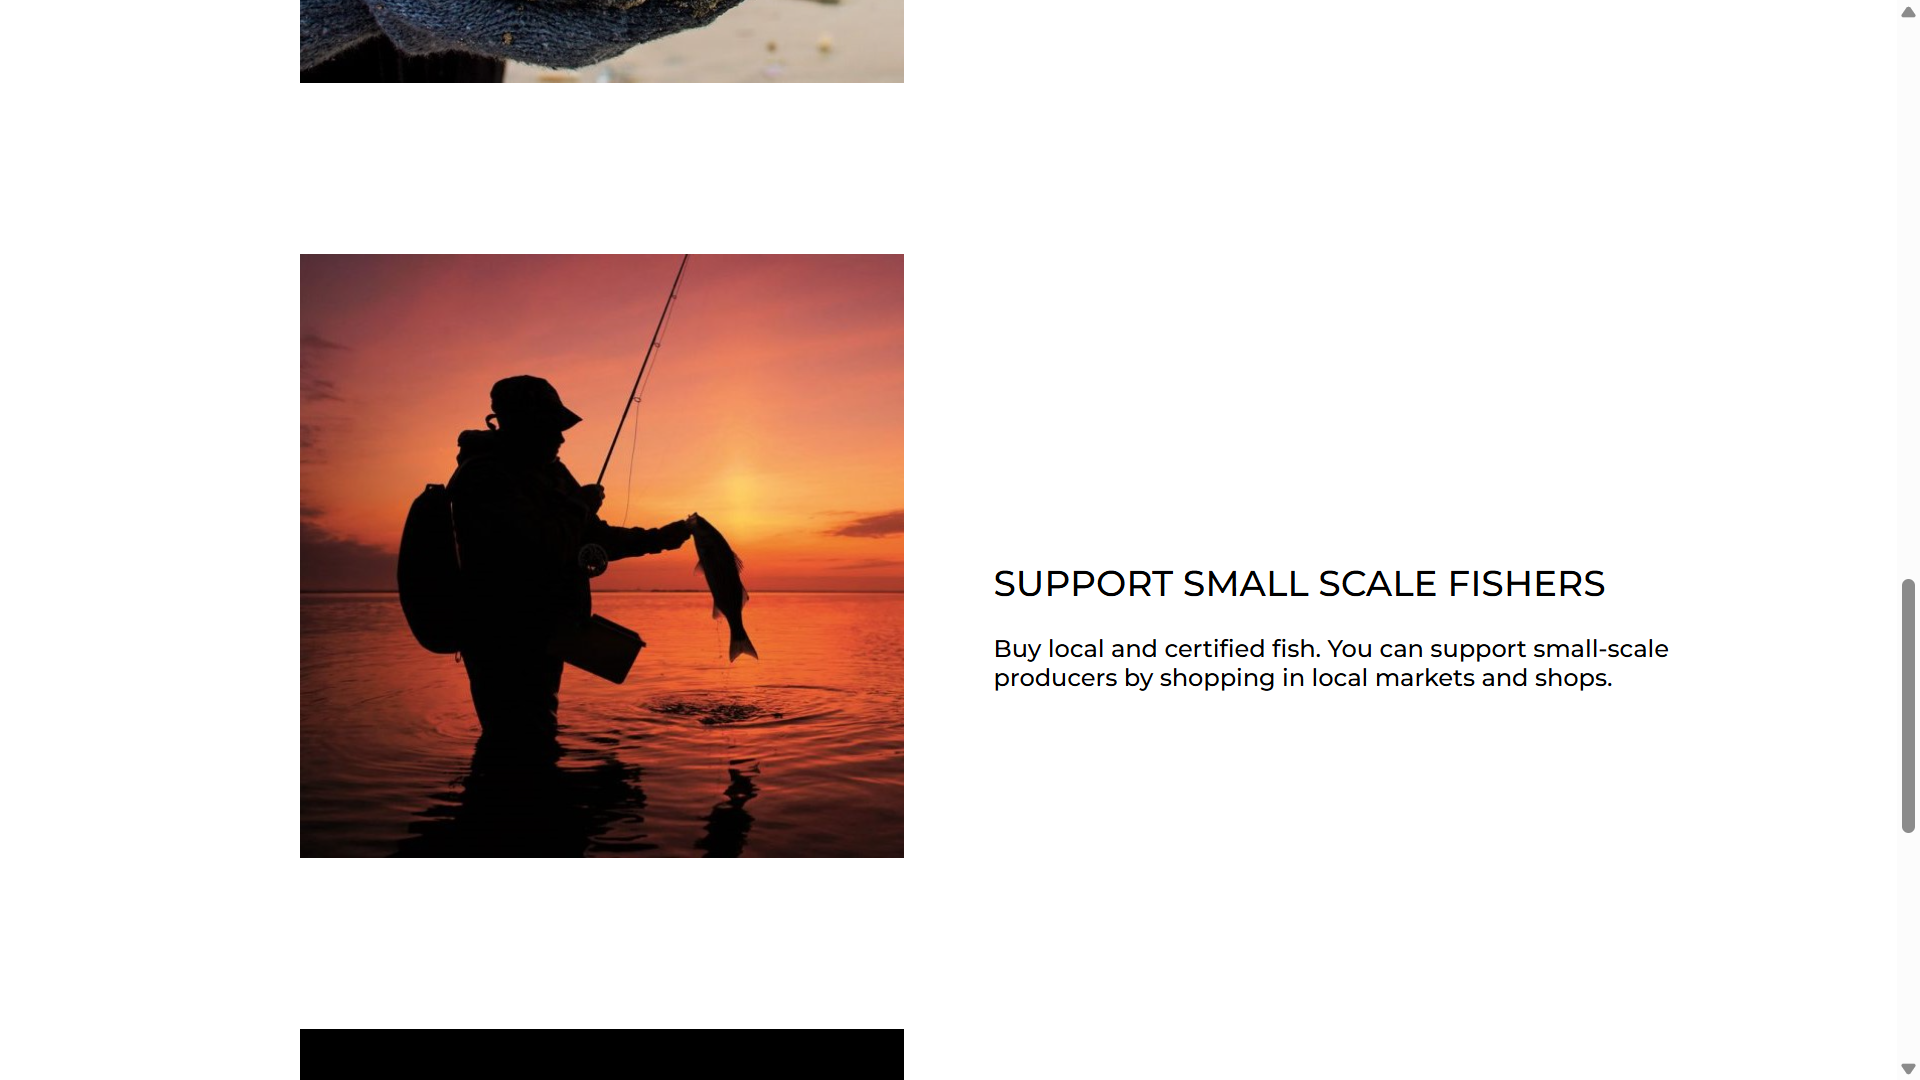 SUPPORT SMALL SCALE FISHERS
Buy local and certified fish. You can support small-scale
producers by shopping in local markets and shops.